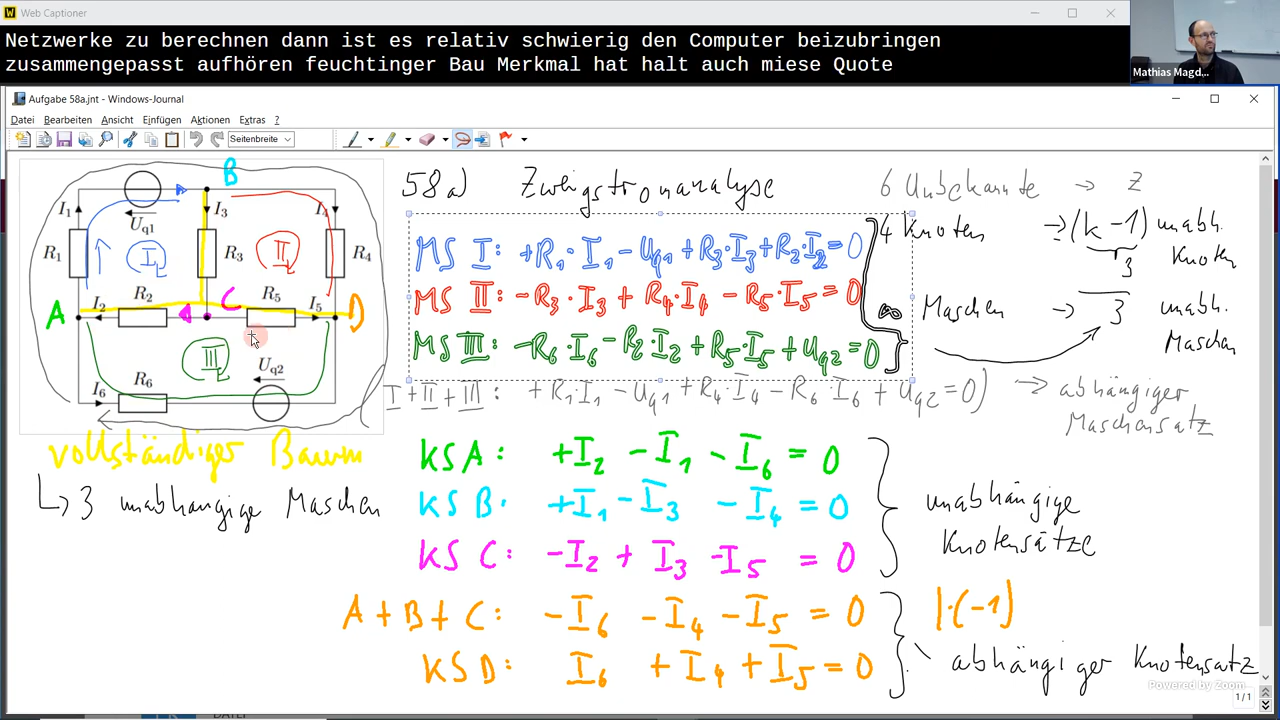 Web Captioner
Netzwerke zu berechnen dann ist es relativ schwierig den Computer beizubringen
zusammengepasst aufhören feuchtinger Bau Merkmal hat halt auch miese Quote
Mathias Magd...
Aufgabe 58a.jnt - Windows-Journal
Datei Bearbeiten Ansicht Einfügen Aktionen Extras ?
Seitenbreite
58a) Zweigstromanalyse
6 Unbekannte → Z
4 Knoten → (k-1) unabh. Knoten
3
∞ Maschen → 3 unabh. Maschen
MS I: +R1·I1 - Uq1 + R3·I3 + R2·I2 = 0
MS II: -R3·I3 + R4·I4 - R5·I5 = 0
MS III: -R6·I6 - R2·I2 + R5·I5 + Uq2 = 0
I+II+III: +R1·I1 - Uq1 + R4·I4 - R6·I6 + Uq2 = 0) → abhängiger Maschensatz
B
I1 Uq1 I3 I4
R1 I R3 II R4
A I2 R2 C R5 I5 D
III
I6 R6 Uq2
vollständiger Baum
↳ 3 unabhängige Maschen
KS A: +I2 - I1 - I6 = 0
KS B: +I1 - I3 - I4 = 0
KS C: -I2 + I3 - I5 = 0
unabhängige
Knotensätze
A+B+C: -I6 - I4 - I5 = 0 |·(-1)
KS D: I6 + I4 + I5 = 0
abhängiger Knotensatz
Powered by Zoom
1/1